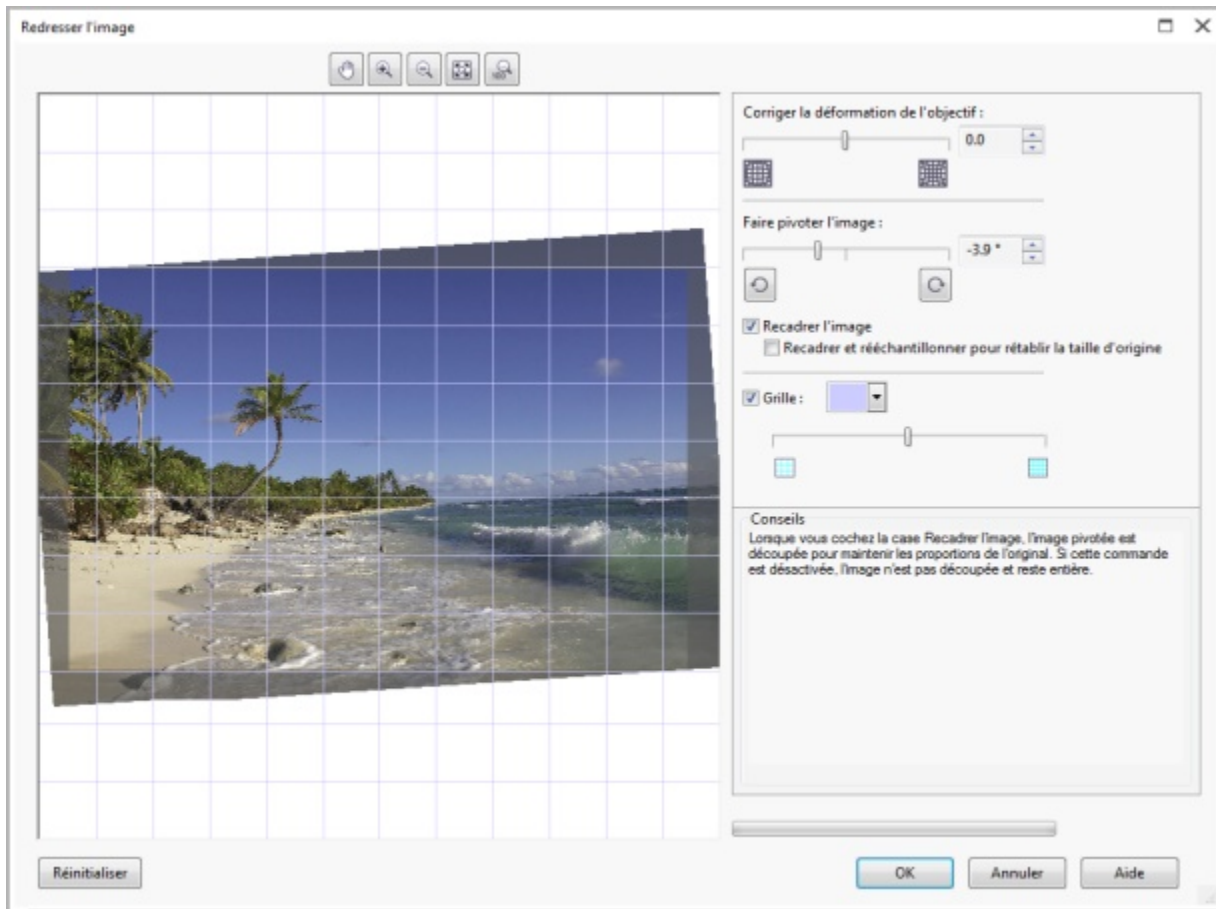 Redresser l'image
100
Corriger la déformation de l'objectif :
0.0
Faire pivoter l'image :
-3.9 °
Recadrer l'image
Recadrer et rééchantillonner pour rétablir la taille d'origine
Grille :
Conseils
Lorsque vous cochez la case Recadrer l'image, l'image pivotée est
découpée pour maintenir les proportions de l'original. Si cette commande
est désactivée, l'image n'est pas découpée et reste entière.
Réinitialiser
OK
Annuler
Aide